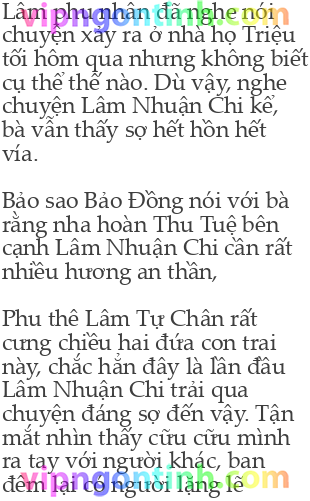 Lâm phu nhân đã nghe nói
chuyện xảy ra ở nhà họ Triệu
tối hôm qua nhưng không biết
cụ thể thế nào. Dù vậy, nghe
chuyện Lâm Nhuận Chi kể,
bà vẫn thấy sợ hết hồn hết
vía.
Bảo sao Bảo Đồng nói với bà
rằng nha hoàn Thu Tuệ bên
cạnh Lâm Nhuận Chi cần rất
nhiều hương an thần,
Phu thê Lâm Tự Chân rất
cưng chiều hai đứa con trai
này, chắc hẳn đây là lần đầu
Lâm Nhuận Chi trải qua
chuyện đáng sợ đến vậy. Tận
mắt nhìn thấy cữu cữu mình
ra tay với người khác, ban
đêm lại có người lặng lẽ
vipngontinh.com